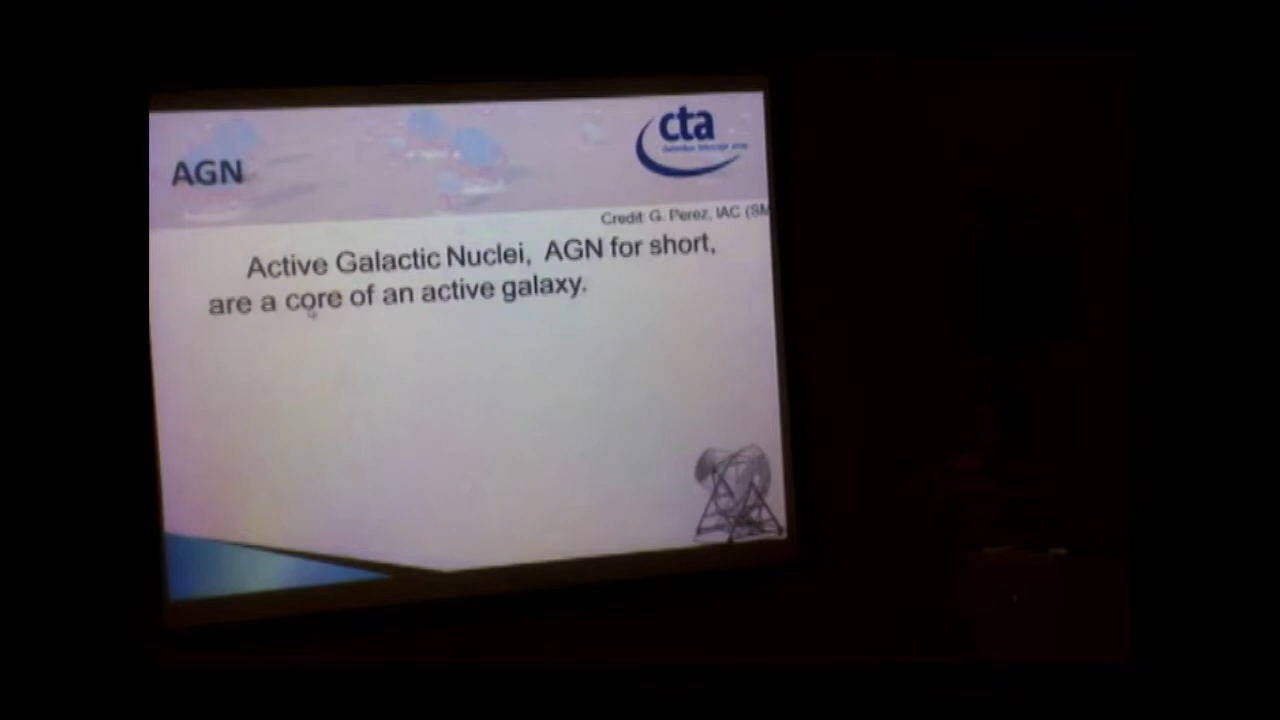 cta
AGN
Credit: G. Perez, IAC (SM
Active Galactic Nuclei, AGN for short,
are a core of an active galaxy.